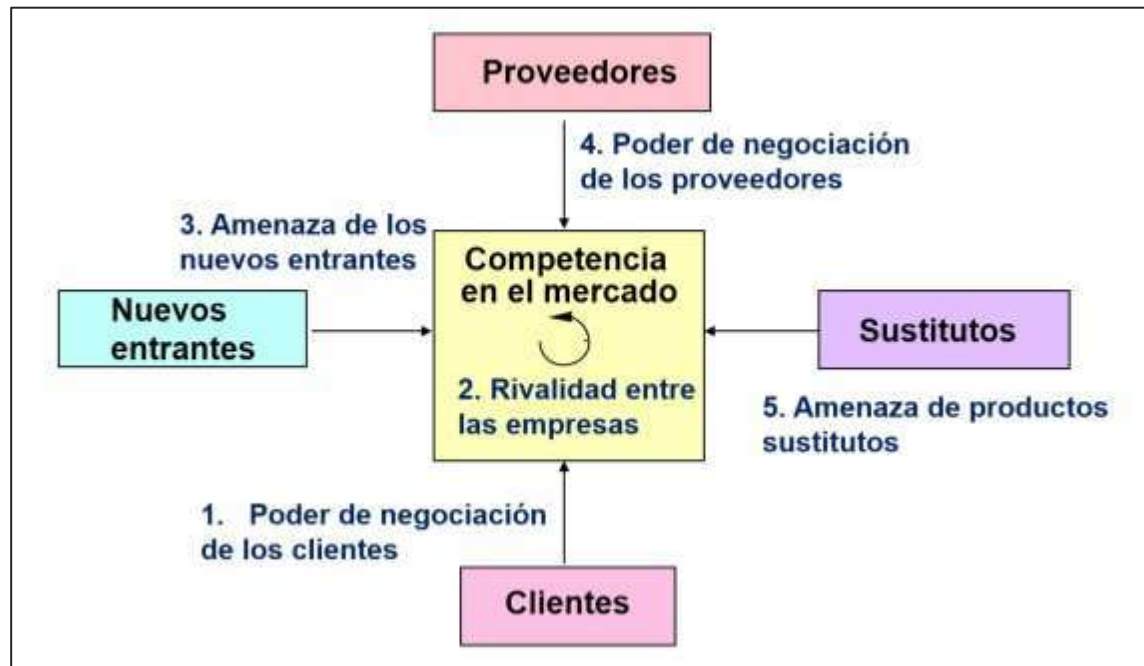 Proveedores
4. Poder de negociación
de los proveedores
3. Amenaza de los
nuevos entrantes
Competencia
en el mercado
Nuevos
entrantes
Sustitutos
2. Rivalidad entre
las empresas
5. Amenaza de productos
sustitutos
1. Poder de negociación
de los clientes
Clientes